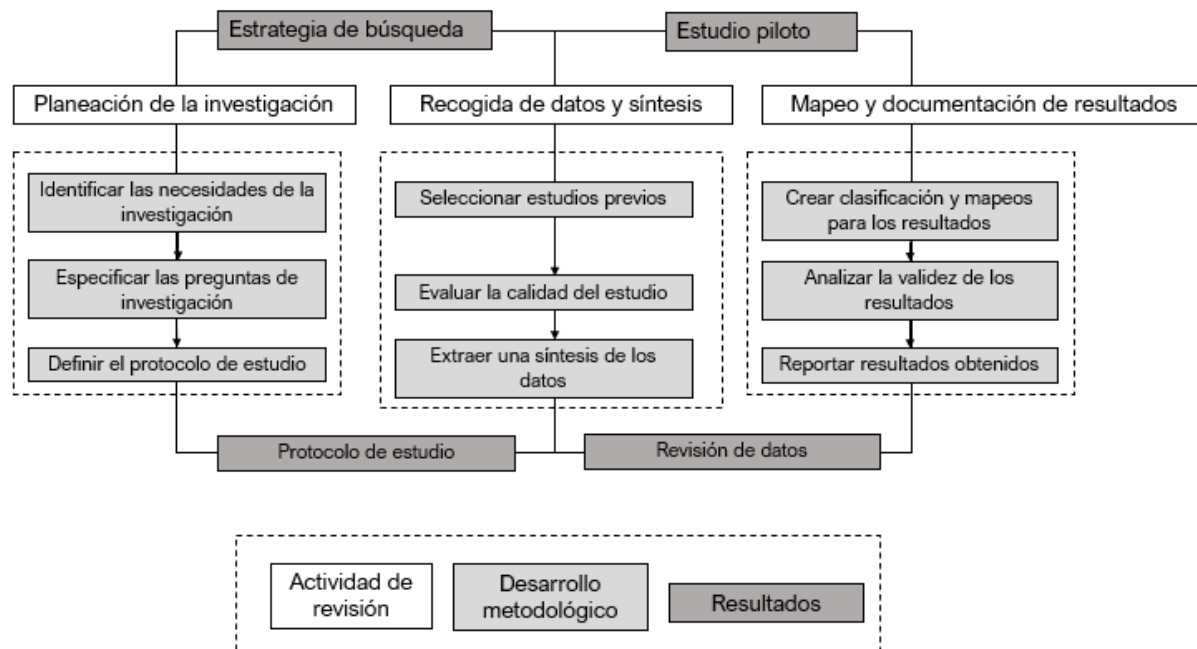 Estrategia de búsqueda
Estudio piloto
Planeación de la investigación
Recogida de datos y síntesis
Mapeo y documentación de resultados
Identificar las necesidades de la
investigación
Especificar las preguntas de
investigación
Definir el protocolo de estudio
Seleccionar estudios previos
Evaluar la calidad del estudio
Extraer una síntesis de los
datos
Crear clasificación y mapeos
para los resultados
Analizar la validez de los
resultados
Reportar resultados obtenidos
Protocolo de estudio
Revisión de datos
Actividad de
revisión
Desarrollo
metodológico
Resultados